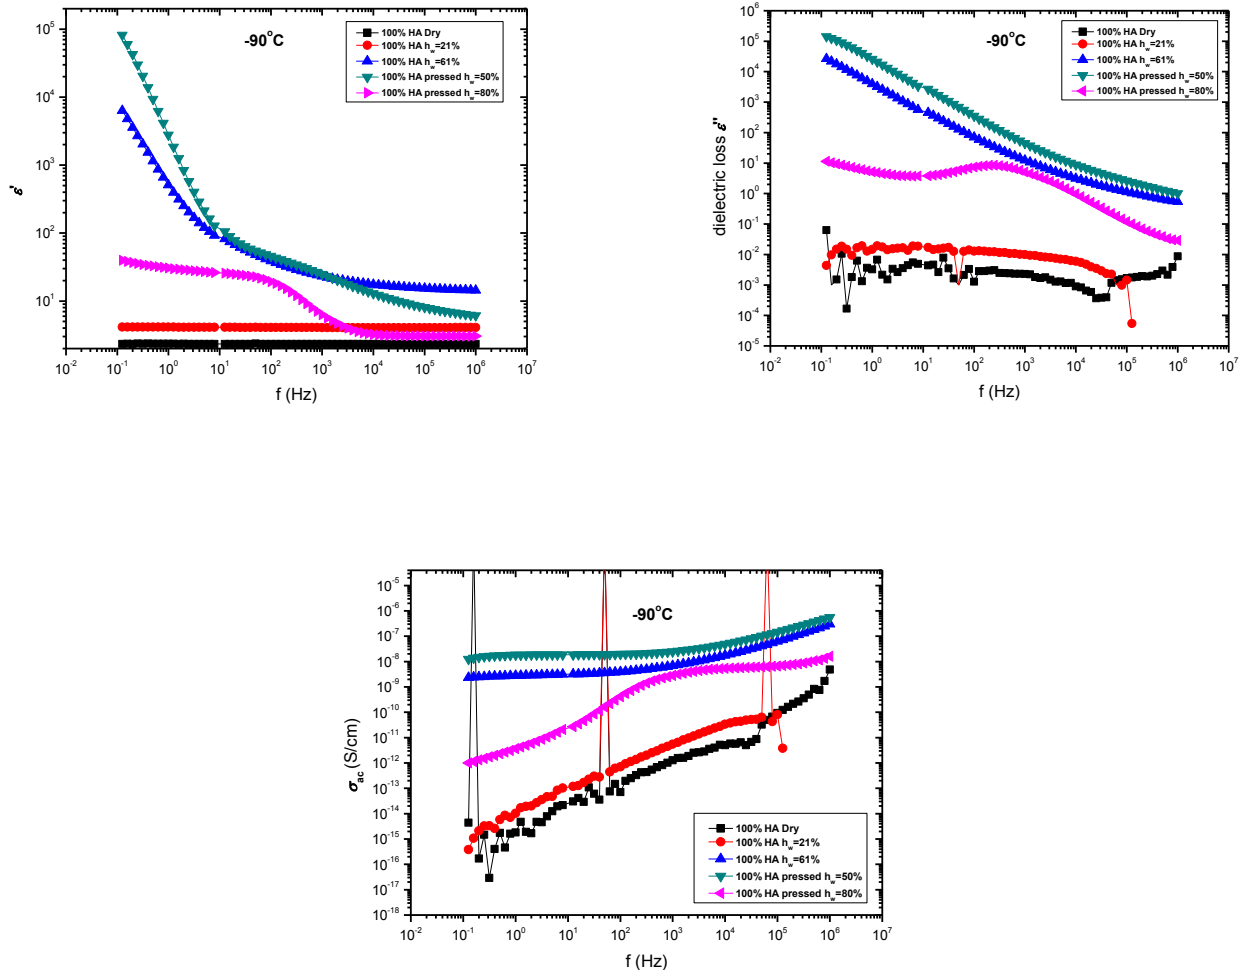 -90°C
100% HA Dry
100% HA h_w=21%
100% HA h_w=61%
100% HA pressed h_w=50%
100% HA pressed h_w=80%
10^5
10^4
10^3
10^2
10^1
ε'
10^-2 10^-1 10^0 10^1 10^2 10^3 10^4 10^5 10^6 10^7
f (Hz)
-90°C
100% HA Dry
100% HA h_w=21%
100% HA h_w=61%
100% HA pressed h_w=50%
100% HA pressed h_w=80%
10^6
10^5
10^4
10^3
10^2
10^1
10^0
10^-1
10^-2
10^-3
10^-4
10^-5
dielectric loss ε''
10^-2 10^-1 10^0 10^1 10^2 10^3 10^4 10^5 10^6 10^7
f (Hz)
-90°C
10^-5
10^-6
10^-7
10^-8
10^-9
10^-10
10^-11
10^-12
10^-13
10^-14
10^-15
10^-16
10^-17
10^-18
σ_ac (S/cm)
100% HA Dry
100% HA h_w=21%
100% HA h_w=61%
100% HA pressed h_w=50%
100% HA pressed h_w=80%
10^-2 10^-1 10^0 10^1 10^2 10^3 10^4 10^5 10^6 10^7
f (Hz)